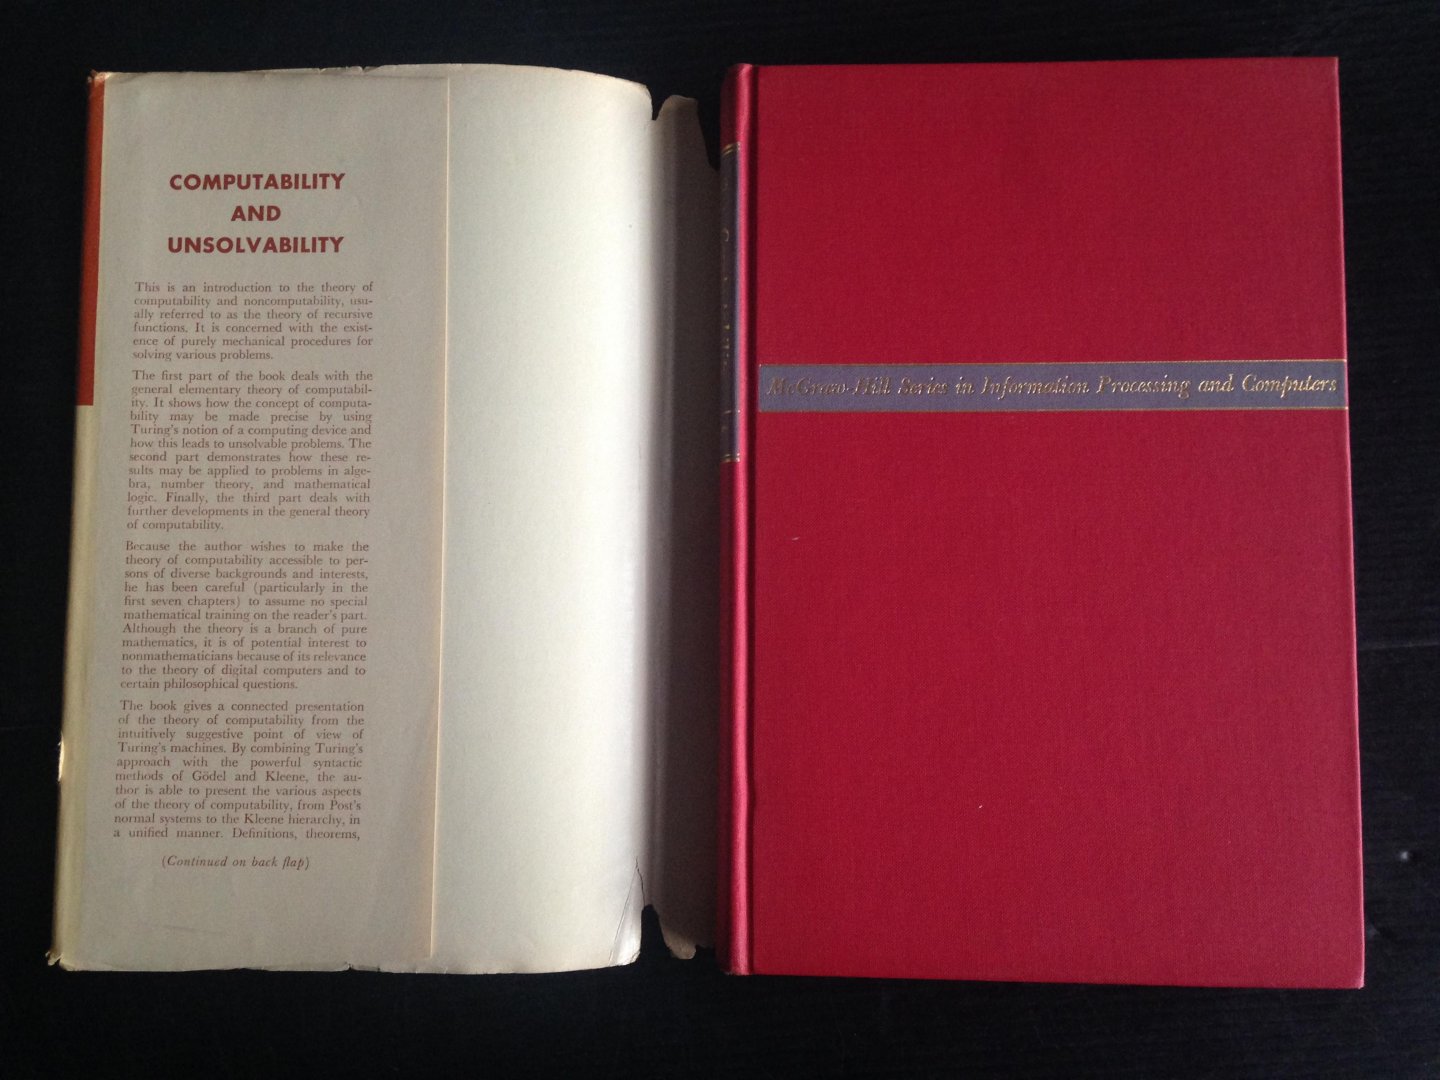 COMPUTABILITY
AND
UNSOLVABILITY
This is an introduction to the theory of
computability and noncomputability, usu-
ally referred to as the theory of recursive
functions. It is concerned with the exist-
ence of purely mechanical procedures for
solving various problems.
The first part of the book deals with the
general elementary theory of computabil-
ity. It shows how the concept of computa-
bility may be made precise by using
Turing's notion of a computing device and
how this leads to unsolvable problems. The
second part demonstrates how these re-
sults may be applied to problems in alge-
bra, number theory, and mathematical
logic. Finally, the third part deals with
further developments in the general theory
of computability.
Because the author wishes to make the
theory of computability accessible to per-
sons of diverse backgrounds and interests,
he has been careful (particularly in the
first seven chapters) to assume no special
mathematical training on the reader's part.
Although the theory is a branch of pure
mathematics, it is of potential interest to
nonmathematicians because of its relevance
to the theory of digital computers and to
certain philosophical questions.
The book gives a connected presentation
of the theory of computability from the
intuitively suggestive point of view of
Turing's machines. By combining Turing's
approach with the powerful syntactic
methods of Gödel and Kleene, the au-
thor is able to present the various aspects
of the theory of computability, from Post's
normal systems to the Kleene hierarchy, in
a unified manner. Definitions, theorems,
(Continued on back flap)
McGraw-Hill Series in Information Processing and Computers